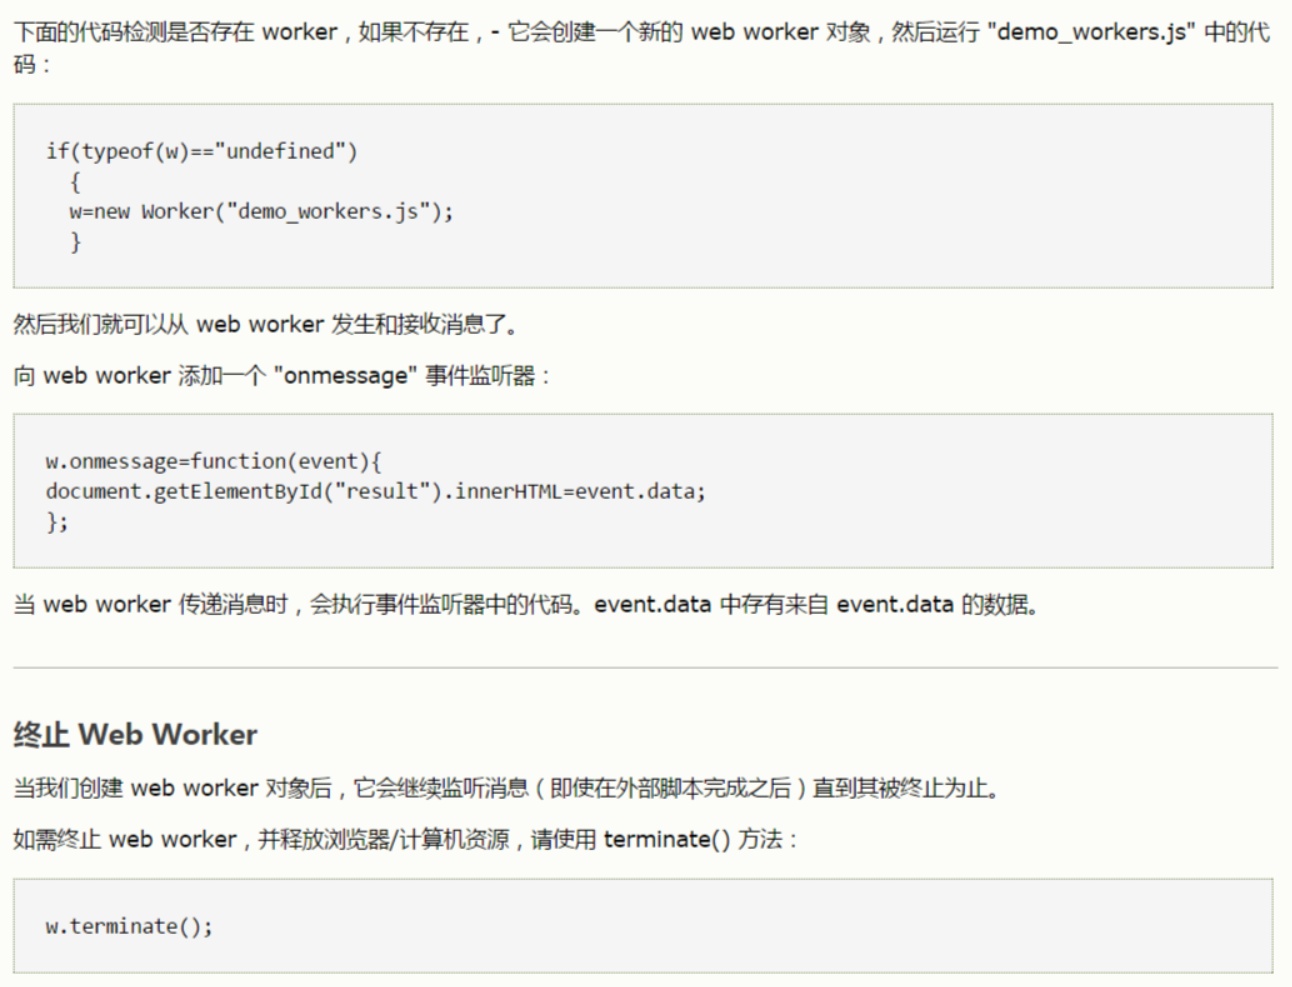 下面的代码检测是否存在 worker，如果不存在，- 它会创建一个新的 web worker 对象，然后运行 "demo_workers.js" 中的代
码：
if(typeof(w)=="undefined")
  {
  w=new Worker("demo_workers.js");
  }
然后我们就可以从 web worker 发生和接收消息了。
向 web worker 添加一个 "onmessage" 事件监听器：
w.onmessage=function(event){
document.getElementById("result").innerHTML=event.data;
};
当 web worker 传递消息时，会执行事件监听器中的代码。event.data 中存有来自 event.data 的数据。
终止 Web Worker
当我们创建 web worker 对象后，它会继续监听消息（即使在外部脚本完成之后）直到其被终止为止。
如需终止 web worker，并释放浏览器/计算机资源，请使用 terminate() 方法：
w.terminate();